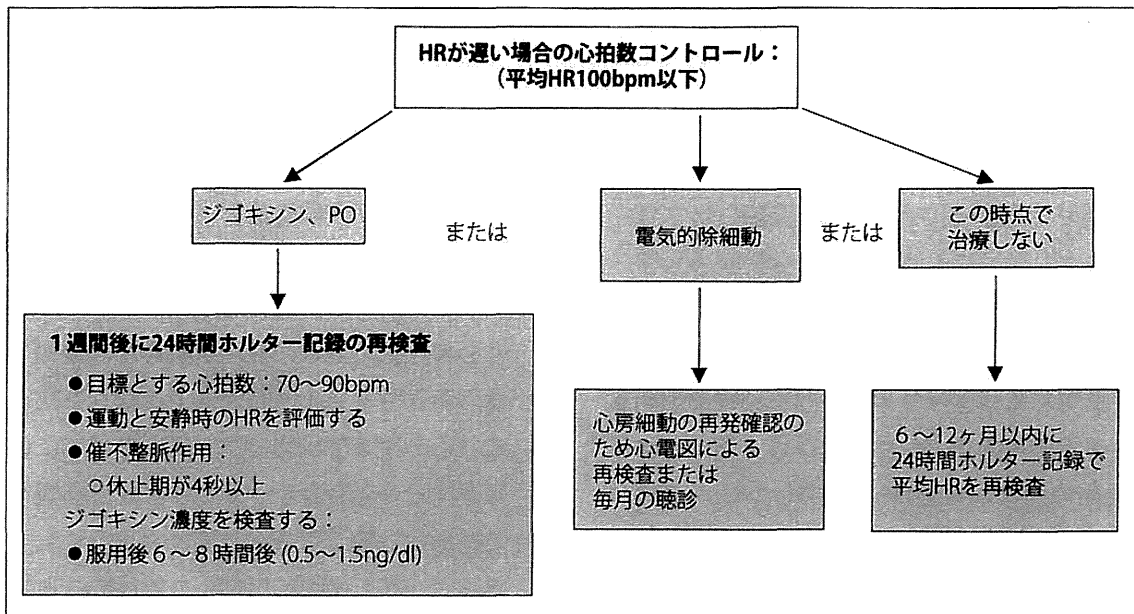 HRが遅い場合の心拍数コントロール：
（平均HR100bpm以下）
ジゴキシン、PO
または
電気的除細動
または
この時点で
治療しない
1週間後に24時間ホルター記録の再検査
●目標とする心拍数：70～90bpm
●運動と安静時のHRを評価する
●催不整脈作用：
○休止期が4秒以上
ジゴキシン濃度を検査する：
●服用後６～８時間後 (0.5～1.5ng/dl)
心房細動の再発確認の
ため心電図による
再検査または
毎月の聴診
６～12ヶ月以内に
24時間ホルター記録で
平均HRを再検査